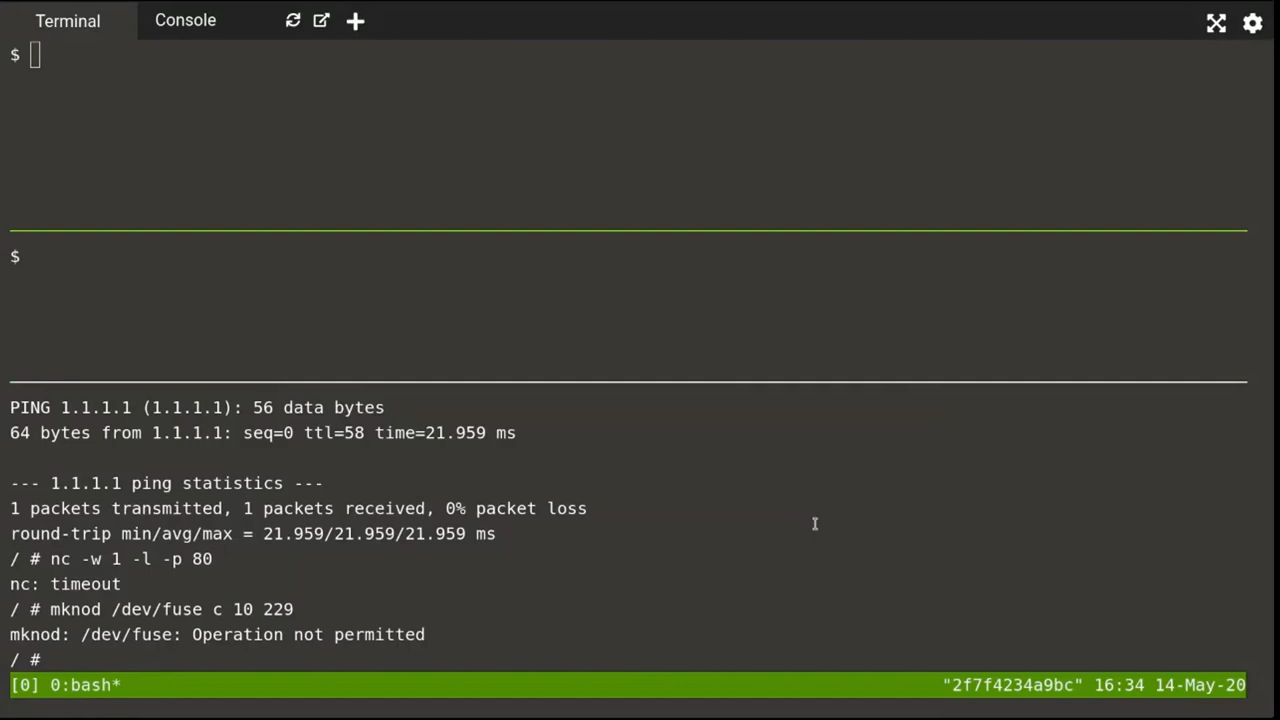 Terminal
Console
$
$
PING 1.1.1.1 (1.1.1.1): 56 data bytes
64 bytes from 1.1.1.1: seq=0 ttl=58 time=21.959 ms
--- 1.1.1.1 ping statistics ---
1 packets transmitted, 1 packets received, 0% packet loss
round-trip min/avg/max = 21.959/21.959/21.959 ms
/ # nc -w 1 -l -p 80
nc: timeout
/ # mknod /dev/fuse c 10 229
mknod: /dev/fuse: Operation not permitted
/ #
[0] 0:bash* "2f7f4234a9bc" 16:34 14-May-20